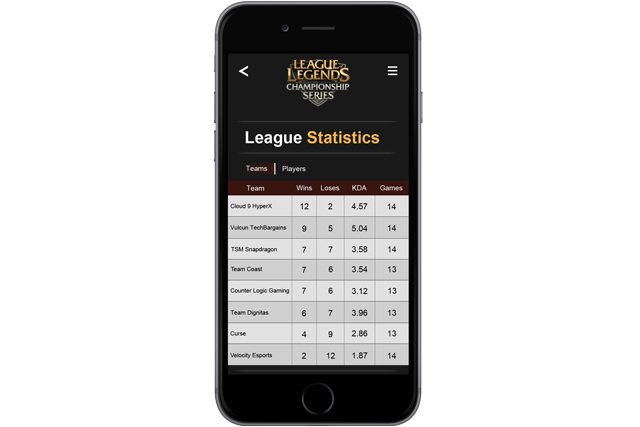 <
LEAGUE
OF
LEGENDS
CHAMPIONSHIP
SERIES
League Statistics
Teams | Players
Team Wins Loses KDA Games
Cloud 9 HyperX 12 2 4.57 14
Vulcun TechBargains 9 5 5.04 14
TSM Snapdragon 7 7 3.58 14
Team Coast 7 6 3.54 13
Counter Logic Gaming 7 6 3.12 13
Team Dignitas 6 7 3.96 13
Curse 4 9 2.86 13
Velocity Esports 2 12 1.87 14